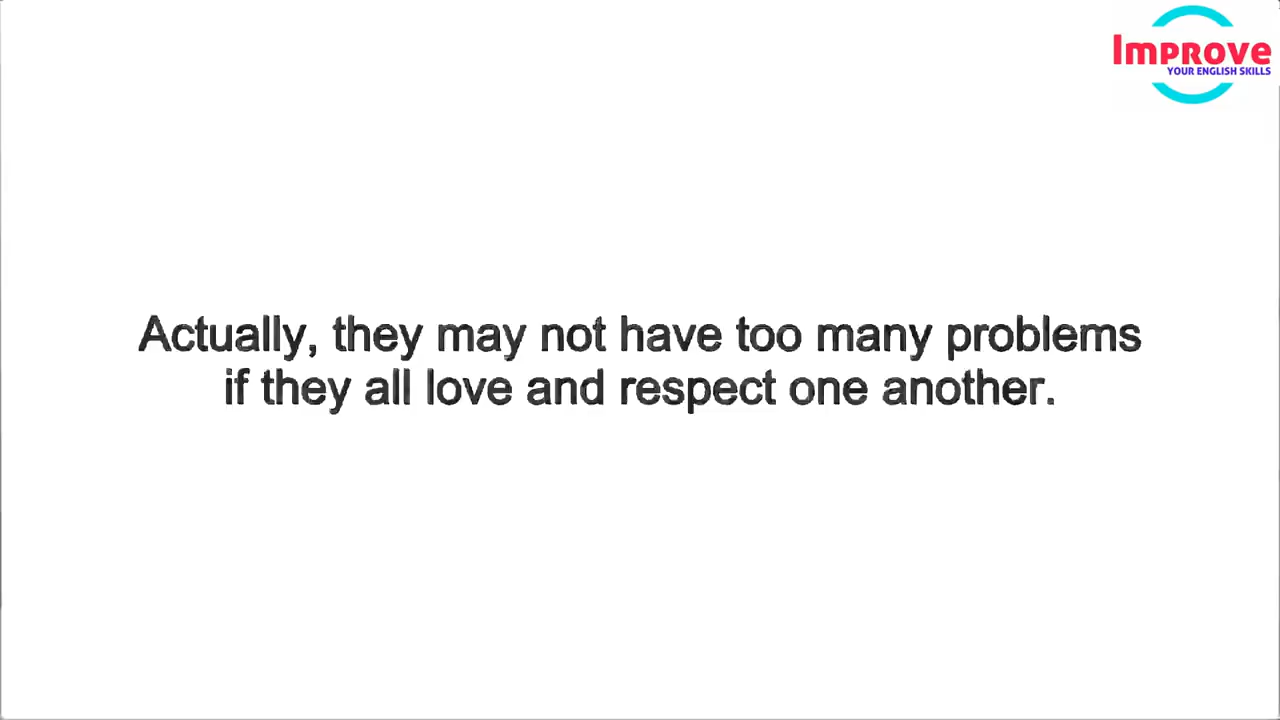 Improve
YOUR ENGLISH SKILLS
Actually, they may not have too many problems
if they all love and respect one another.